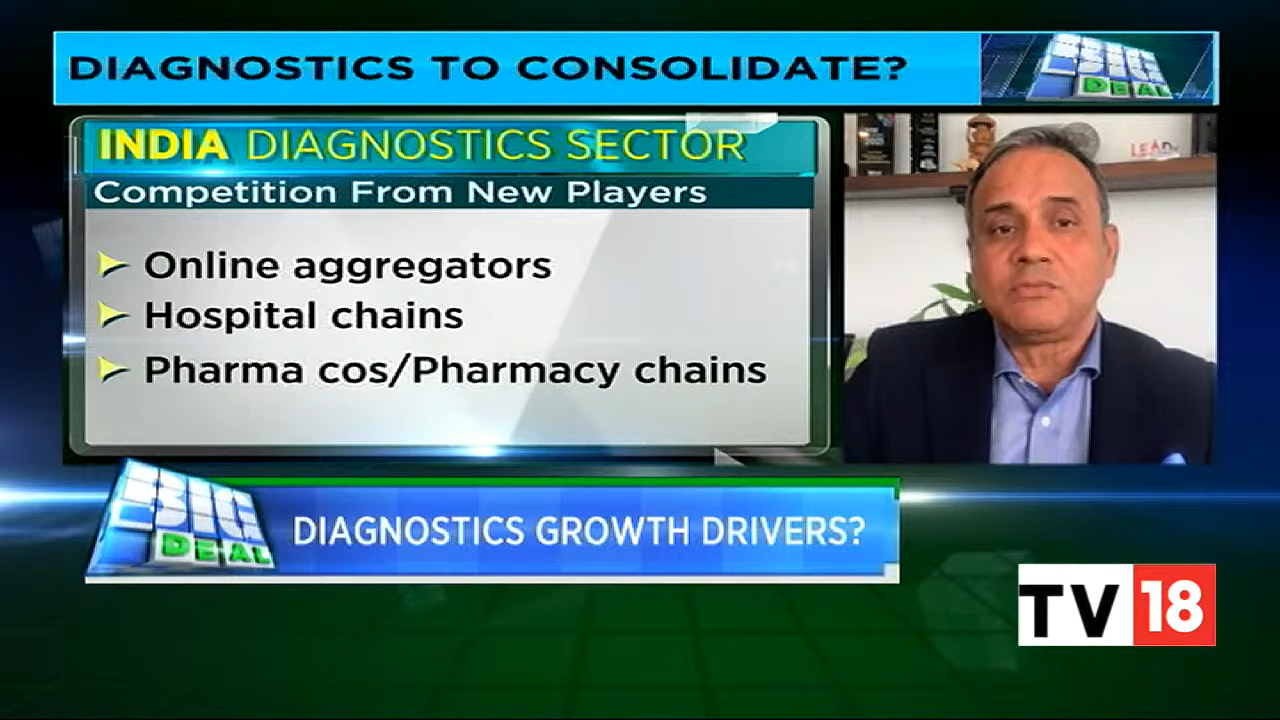 DIAGNOSTICS TO CONSOLIDATE?
BIG
DEAL
INDIA DIAGNOSTICS SECTOR
Competition From New Players
Online aggregators
Hospital chains
Pharma cos/Pharmacy chains
LEAD
BIG
DEAL
DIAGNOSTICS GROWTH DRIVERS?
TV18